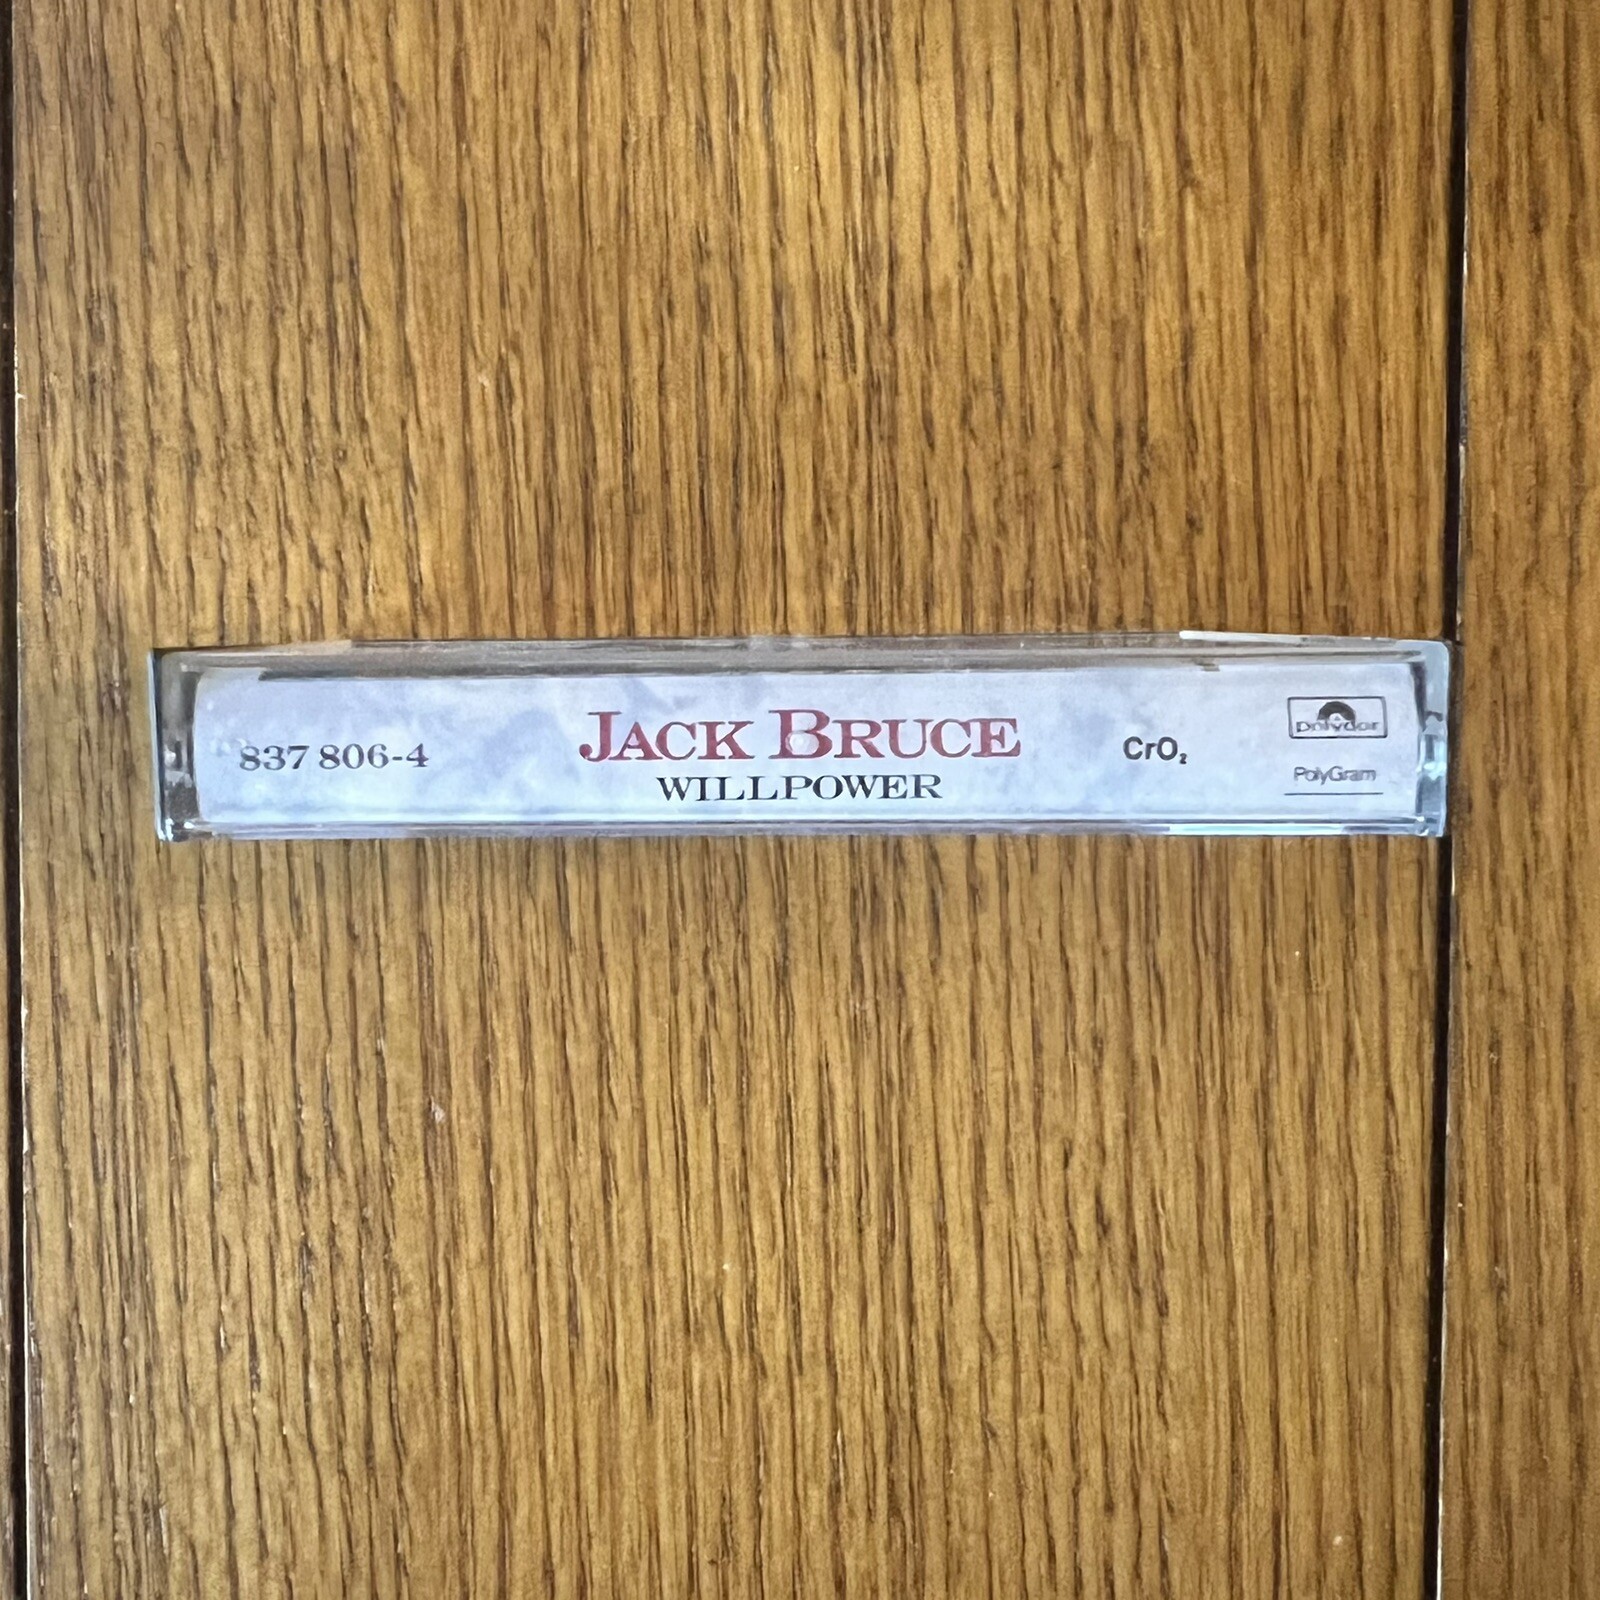 837 806-4
JACK BRUCE
WILLPOWER
CrO₂
Polydor
PolyGram